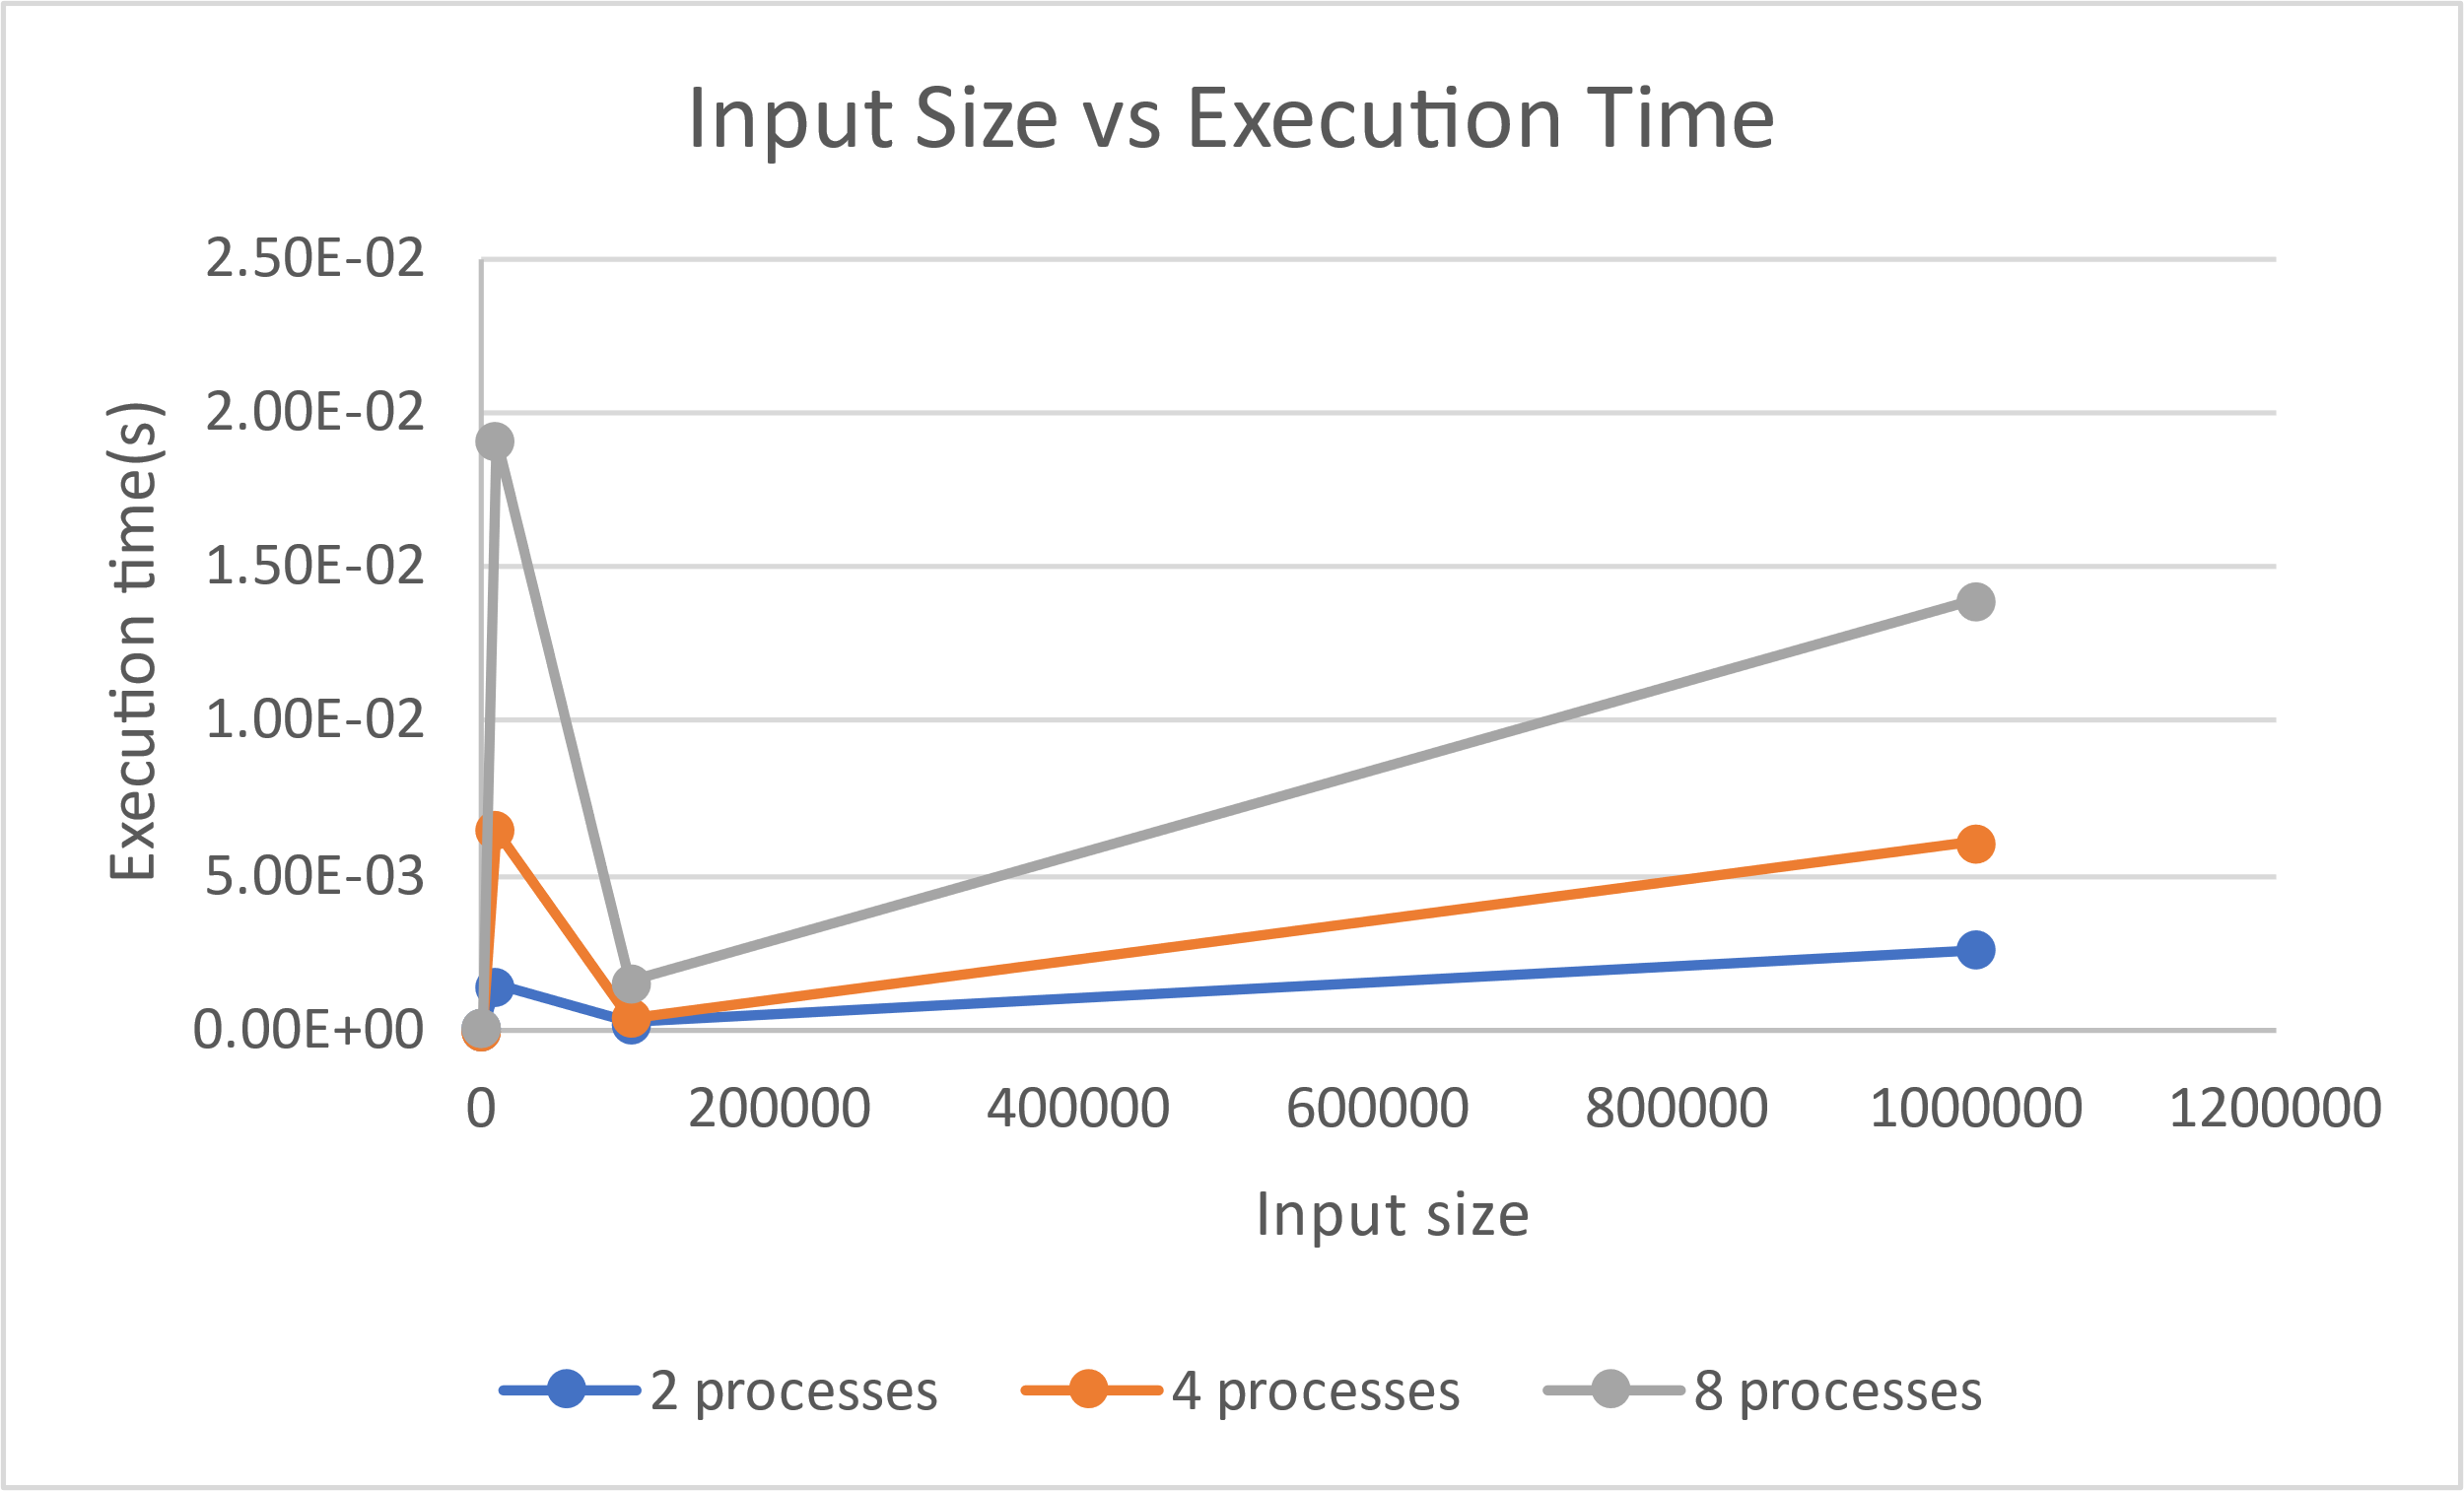 Input Size vs Execution Time
2.50E-02
2.00E-02
1.50E-02
1.00E-02
5.00E-03
0.00E+00
Execution time(s)
0 200000 400000 600000 800000 1000000 1200000
Input size
2 processes 4 processes 8 processes